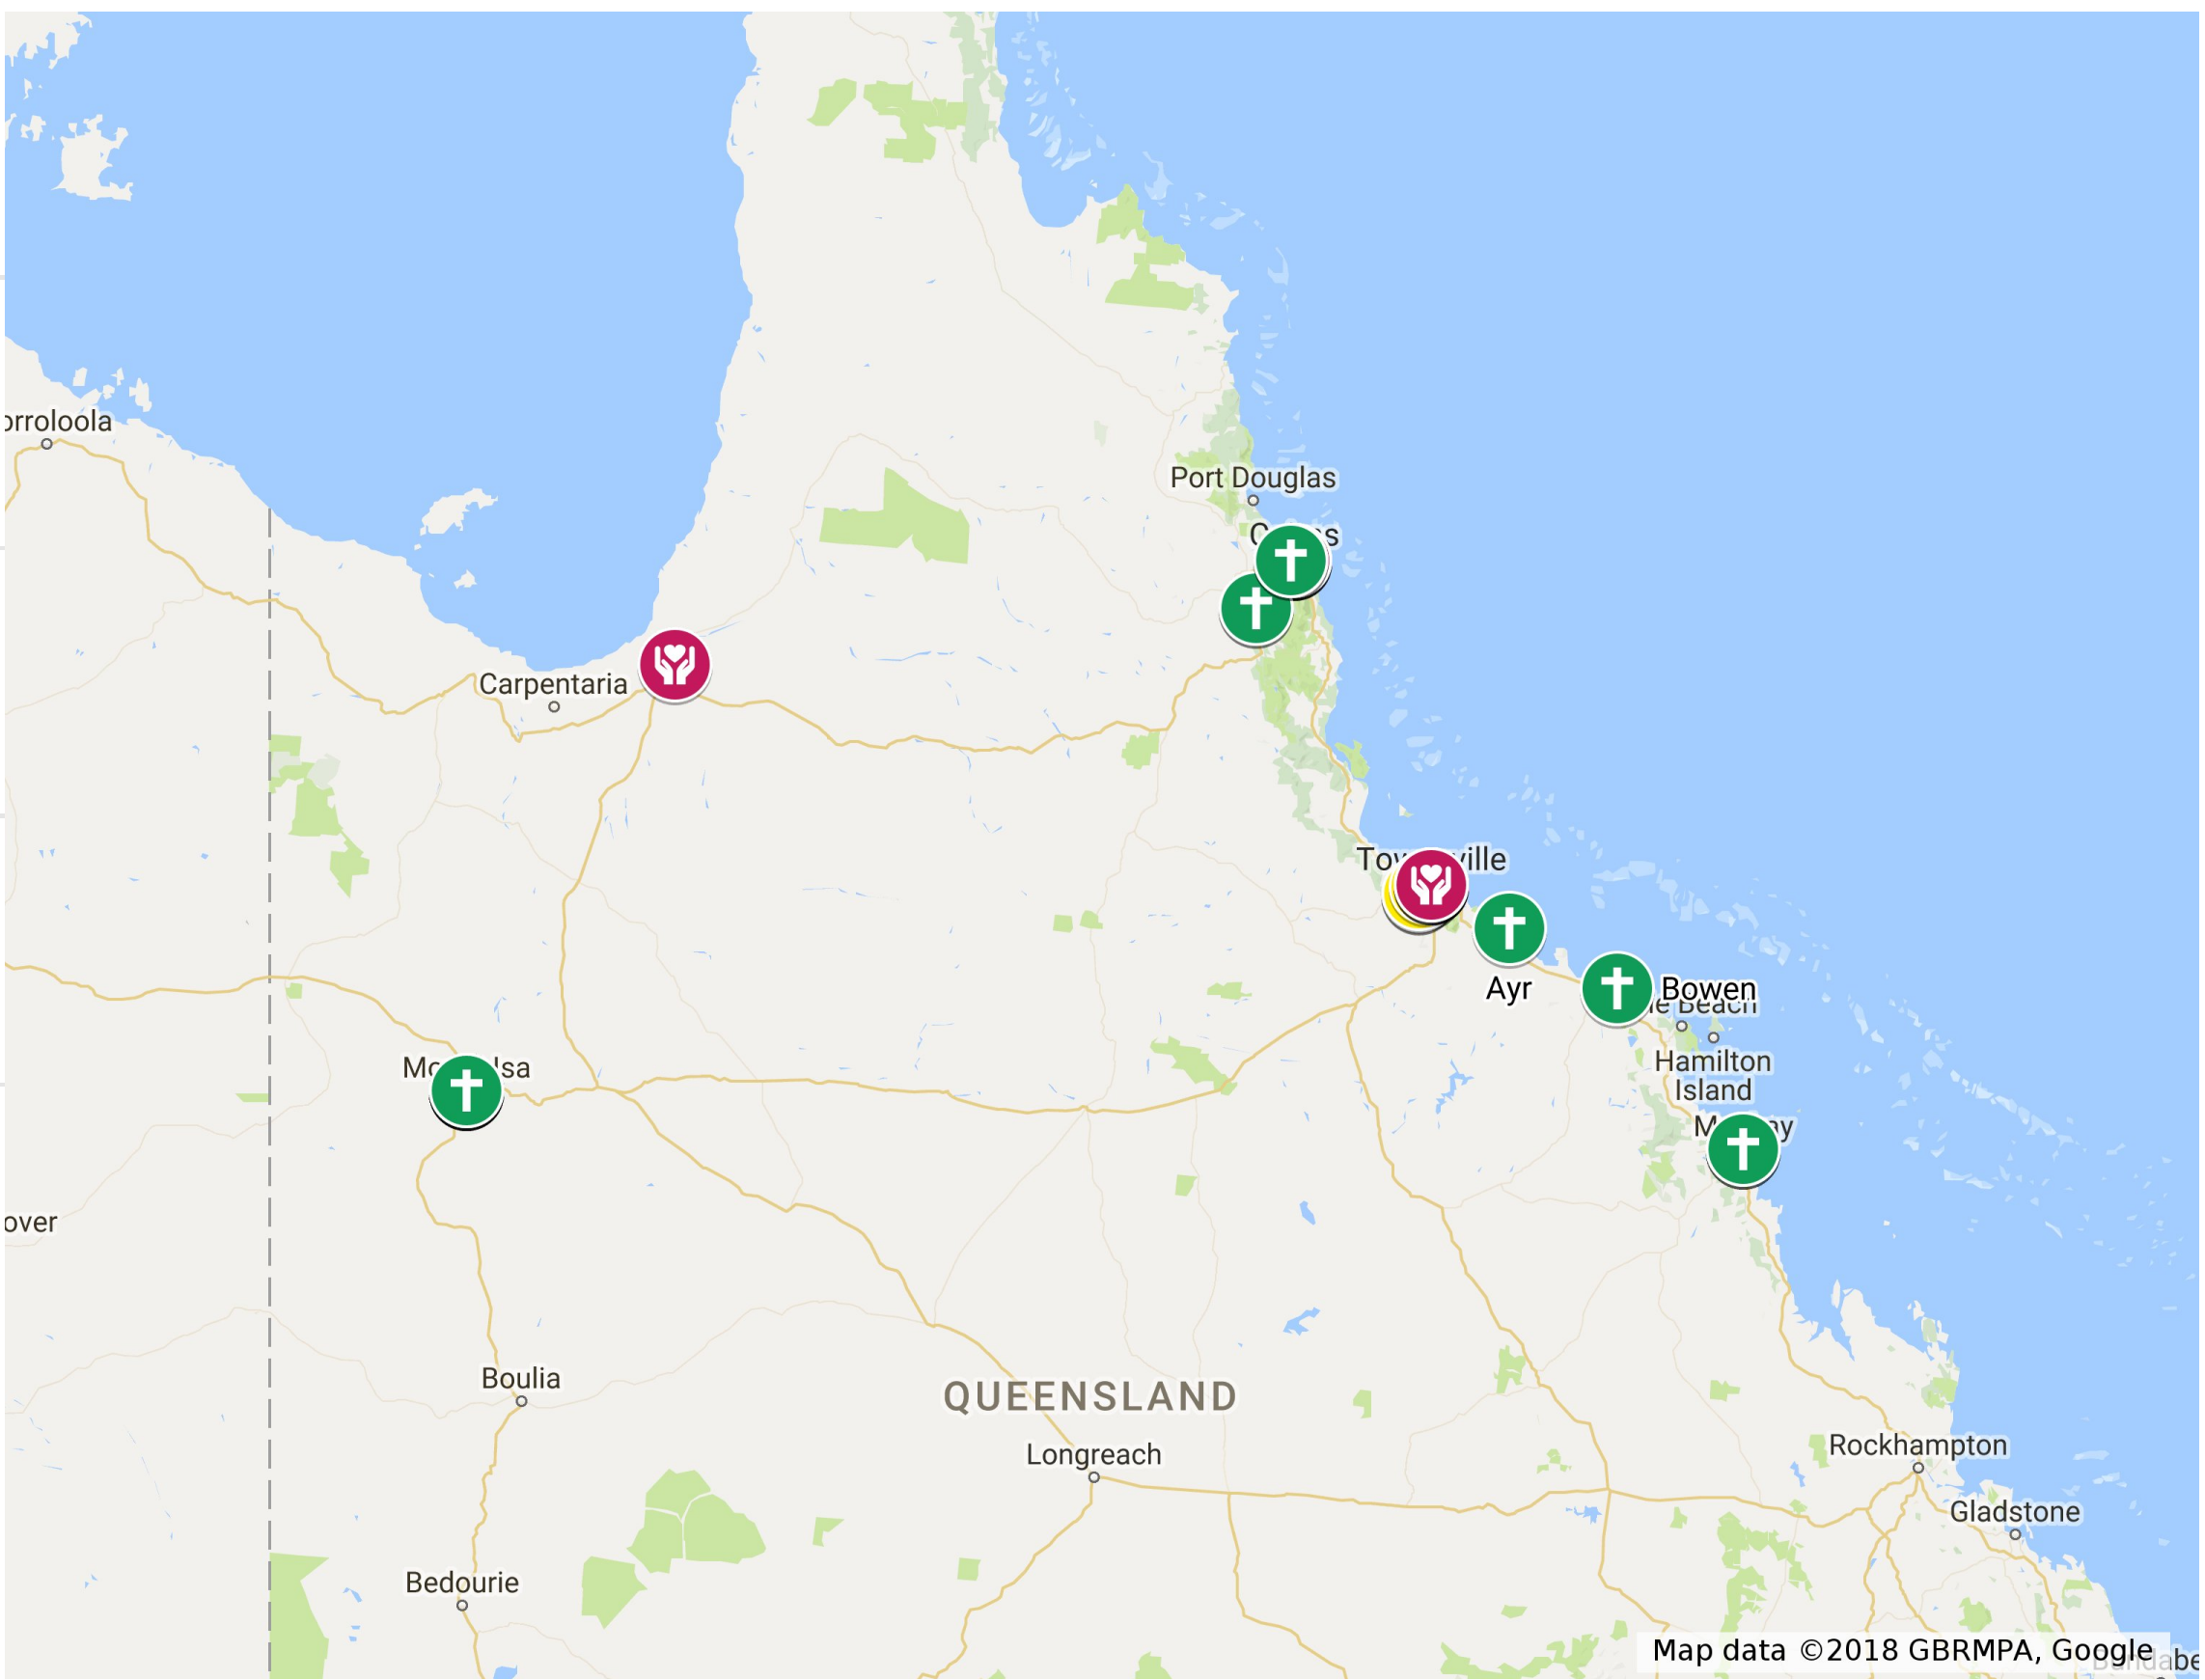 orroloola
Port Douglas
Carpentaria
Ayr
Bowen
Beach
Hamilton
Island
over
Boulia
QUEENSLAND
Longreach
Rockhampton
Gladstone
Bedourie
Map data ©2018 GBRMPA, Google